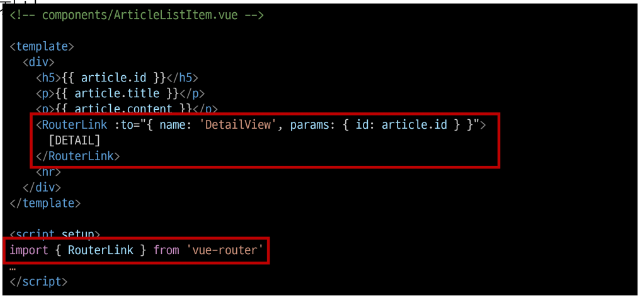 <!-- components/ArticleListItem.vue -->
<template>
<div>
<h5>{{ article.id }}</h5>
<p>{{ article.title }}</p>
<p>{{ article.content }}</p>
<RouterLink :to="{ name: 'DetailView', params: { id: article.id } }">
[DETAIL]
</RouterLink>
<hr>
</div>
</template>
<script setup>
import { RouterLink } from 'vue-router'
…
</script>